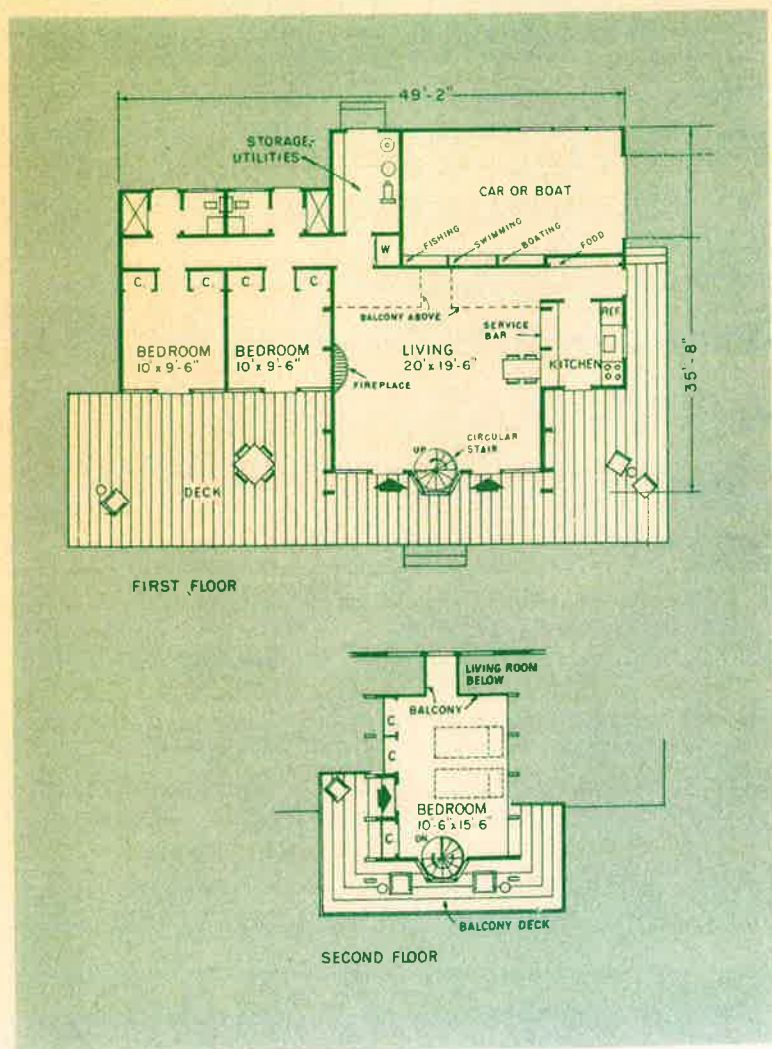 49'-2"
STORAGE-
UTILITIES
CAR OR BOAT
FISHING
SWIMMING
BOATING
FOOD
W
C
C
C
C
BALCONY ABOVE
SERVICE
BAR
REF.
BEDROOM
10' x 9'-6"
BEDROOM
10' x 9'-6"
LIVING
20' x 19'-6"
KITCHEN
35'-8"
FIREPLACE
UP
CIRCULAR
STAIR
DECK
FIRST FLOOR
LIVING ROOM
BELOW
BALCONY
C
C
BEDROOM
10'-6" x 15'6"
C
DN
BALCONY DECK
SECOND FLOOR